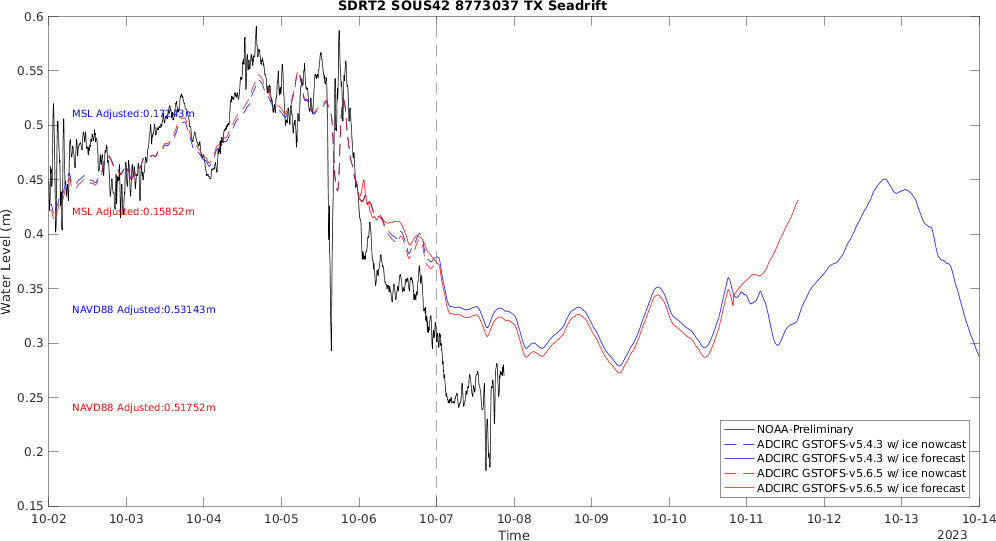 SDRT2 SOUS42 8773037 TX Seadrift
0.6
0.55
0.5
0.45
0.4
0.35
0.3
0.25
0.2
0.15
Water Level (m)
MSL Adjusted:0.17243m
MSL Adjusted:0.15852m
NAVD88 Adjusted:0.53143m
NAVD88 Adjusted:0.51752m
NOAA-Preliminary
ADCIRC GSTOFS-v5.4.3 w/ ice nowcast
ADCIRC GSTOFS-v5.4.3 w/ ice forecast
ADCIRC GSTOFS-v5.6.5 w/ ice nowcast
ADCIRC GSTOFS-v5.6.5 w/ ice forecast
10-02 10-03 10-04 10-05 10-06 10-07 10-08 10-09 10-10 10-11 10-12 10-13 10-14
Time
2023